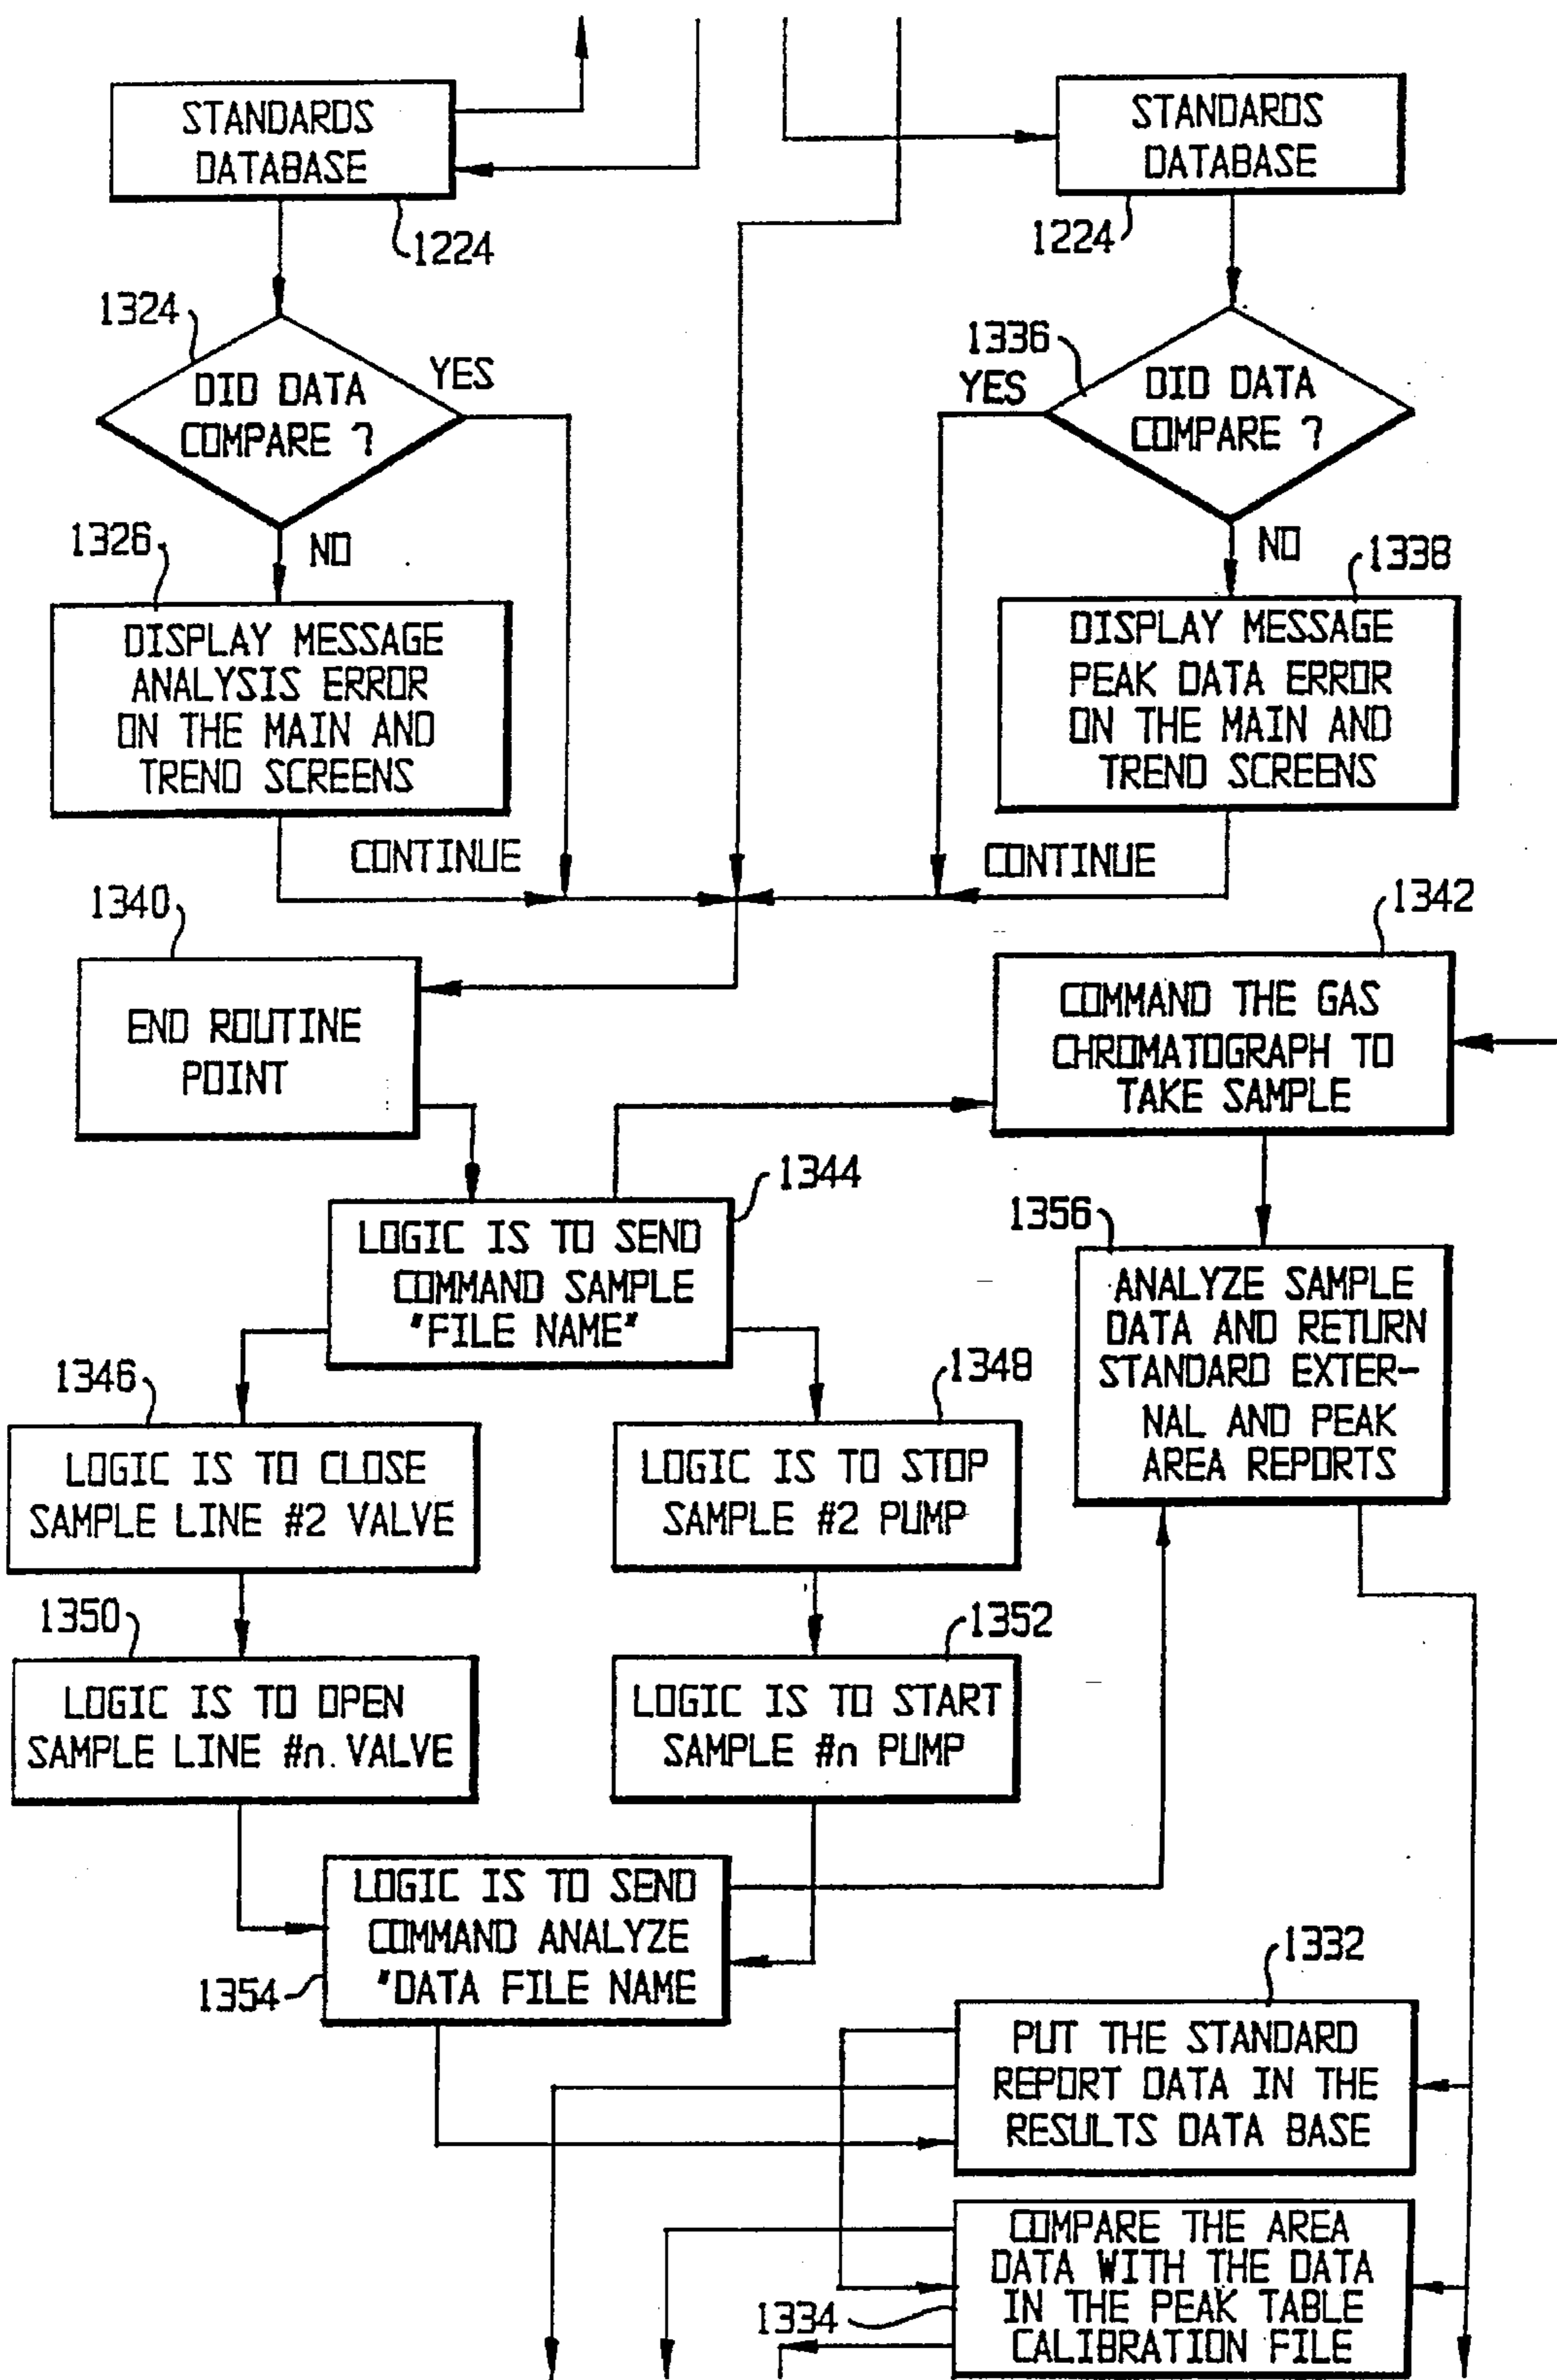 STANDARDS
DATABASE
1224
STANDARDS
DATABASE
1224
1324
DID DATA
COMPARE ?
YES
NO
1336
YES
DID DATA
COMPARE ?
NO
1326
DISPLAY MESSAGE
ANALYSIS ERROR
ON THE MAIN AND
TREND SCREENS
CONTINUE
1338
DISPLAY MESSAGE
PEAK DATA ERROR
ON THE MAIN AND
TREND SCREENS
CONTINUE
1340
END ROUTINE
POINT
1342
COMMAND THE GAS
CHROMATOGRAPH TO
TAKE SAMPLE
1344
LOGIC IS TO SEND
COMMAND SAMPLE
"FILE NAME"
1356
ANALYZE SAMPLE
DATA AND RETURN
STANDARD EXTER-
NAL AND PEAK
AREA REPORTS
1346
LOGIC IS TO CLOSE
SAMPLE LINE #2 VALVE
1348
LOGIC IS TO STOP
SAMPLE #2 PUMP
1350
LOGIC IS TO OPEN
SAMPLE LINE #n. VALVE
1352
LOGIC IS TO START
SAMPLE #n PUMP
LOGIC IS TO SEND
COMMAND ANALYZE
"DATA FILE NAME
1354
1332
PUT THE STANDARD
REPORT DATA IN THE
RESULTS DATA BASE
COMPARE THE AREA
DATA WITH THE DATA
IN THE PEAK TABLE
CALIBRATION FILE
1334